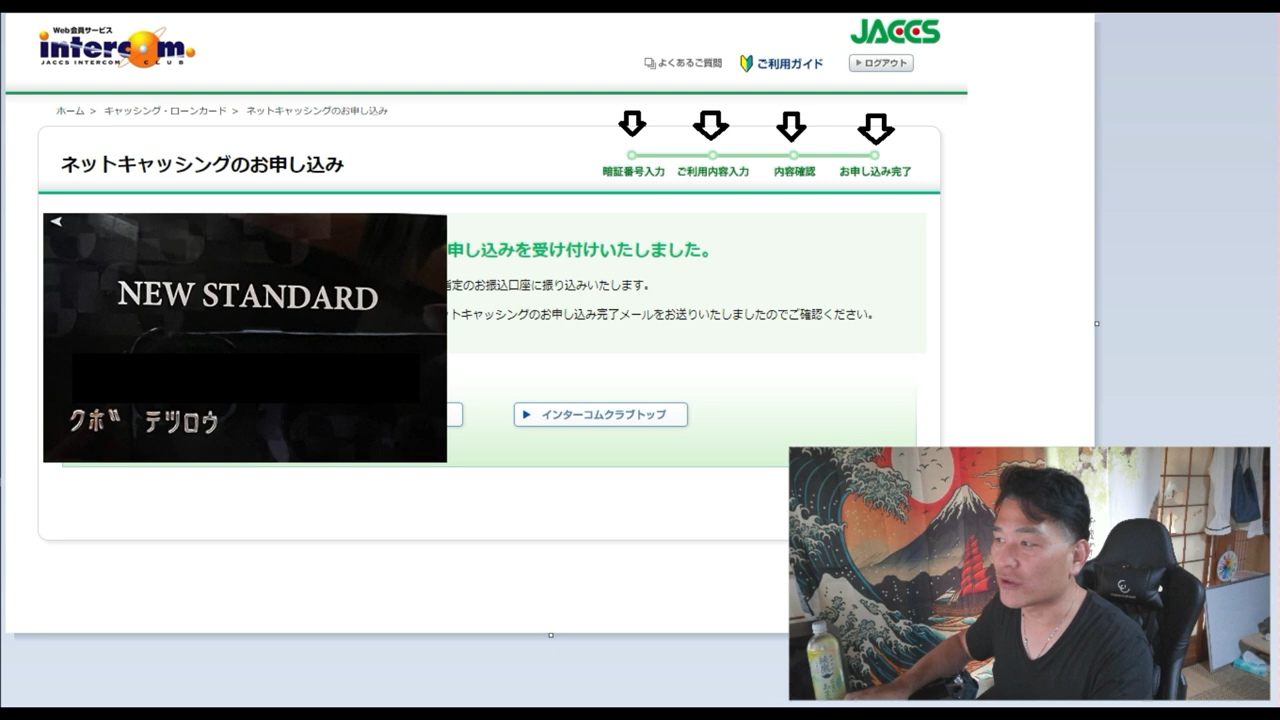 Web会員サービス
intercom
JACCS INTERCOM CLUB
JACCS
よくあるご質問
ご利用ガイド
ログアウト
ホーム > キャッシング・ローンカード > ネットキャッシングのお申し込み
ネットキャッシングのお申し込み
暗証番号入力
ご利用内容入力
内容確認
お申し込み完了
申し込みを受け付けいたしました。
指定のお振込口座に振り込みいたします。
ットキャッシングのお申し込み完了メールをお送りいたしましたのでご確認ください。
NEW STANDARD
クボ テツロウ
インターコムクラブトップ